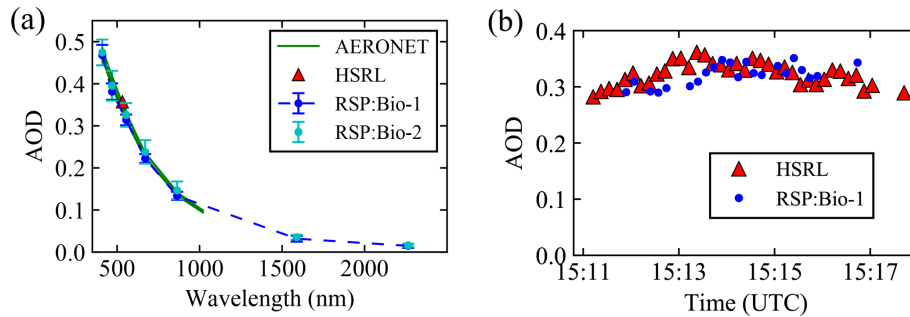 (a)
0.5
0.4
0.3
0.2
0.1
0.0
AOD
500
1000
1500
2000
Wavelength (nm)
AERONET
HSRL
RSP:Bio-1
RSP:Bio-2
(b)
0.4
0.3
0.2
0.1
0.0
AOD
15:11
15:13
15:15
15:17
Time (UTC)
HSRL
RSP:Bio-1